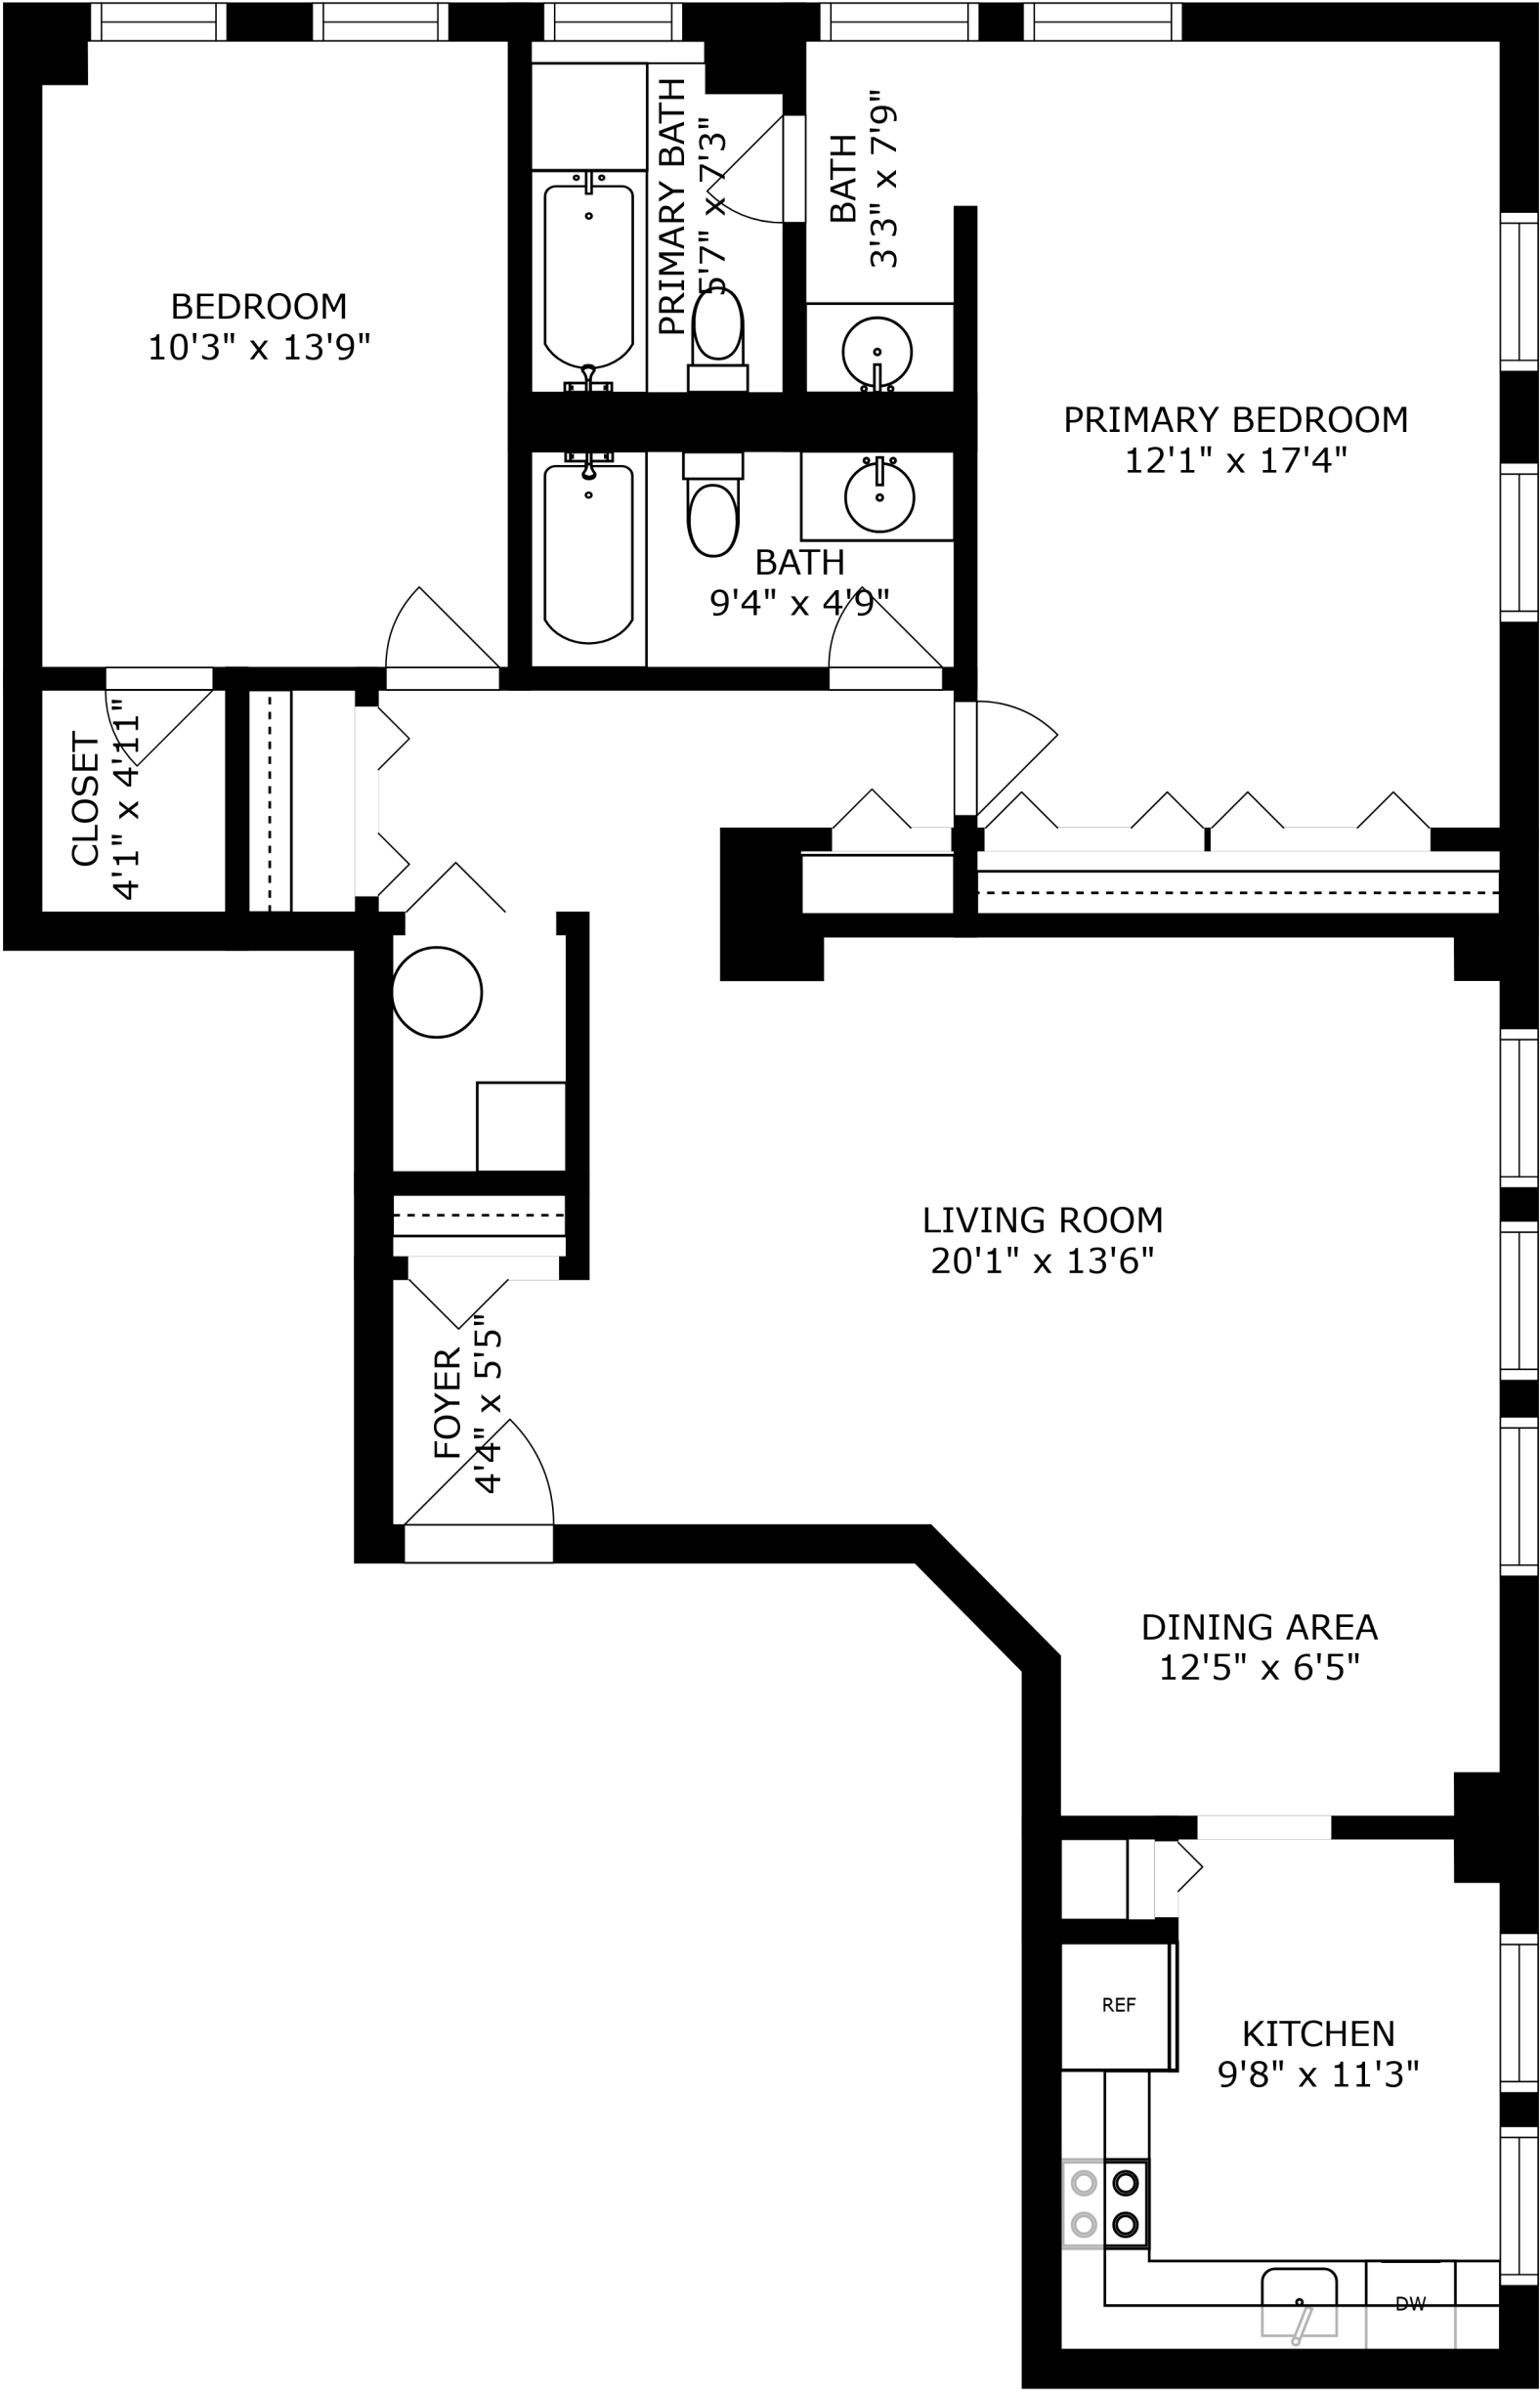 PRIMARY BATH
5'7" x 7'3"
BATH
3'3" x 7'9"
BEDROOM
10'3" x 13'9"
PRIMARY BEDROOM
12'1" x 17'4"
BATH
9'4" x 4'9"
CLOSET
4'1" x 4'11"
LIVING ROOM
20'1" x 13'6"
FOYER
4'4" x 5'5"
DINING AREA
12'5" x 6'5"
REF
KITCHEN
9'8" x 11'3"
DW